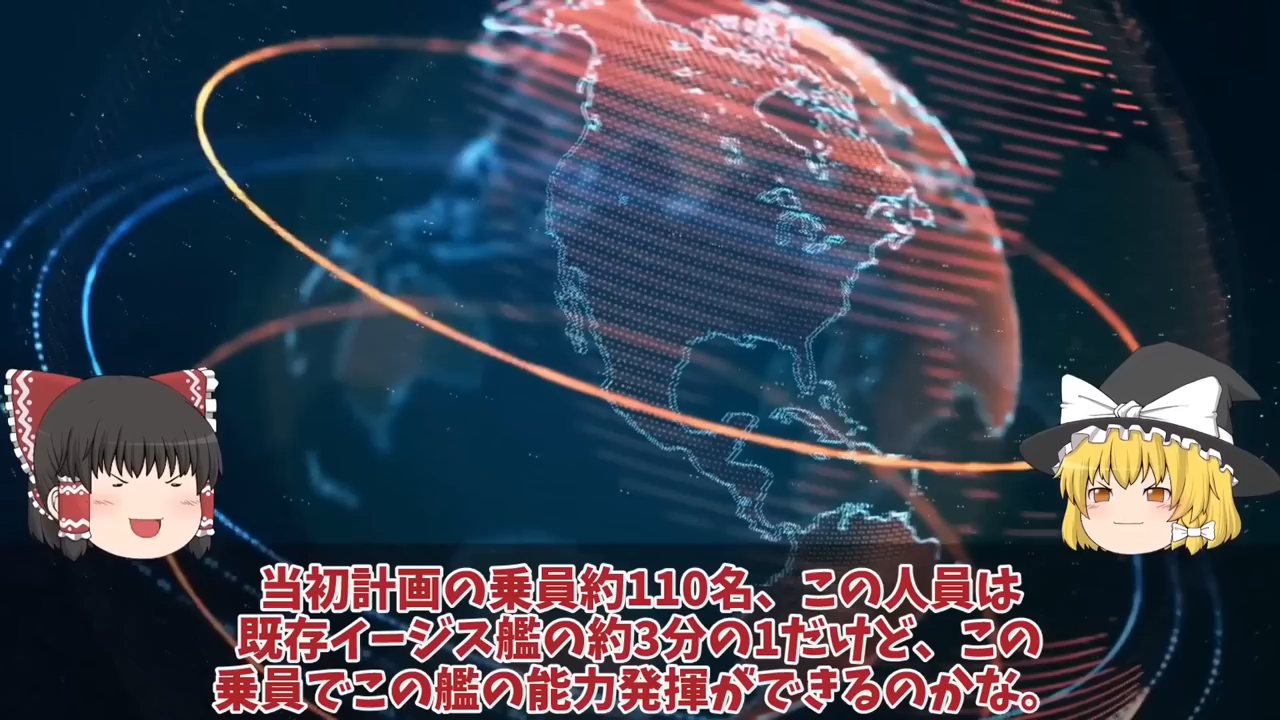 当初計画の乗員約110名、この人員は
既存イージス艦の約3分の1だけど、この
乗員でこの艦の能力発揮ができるのかな。